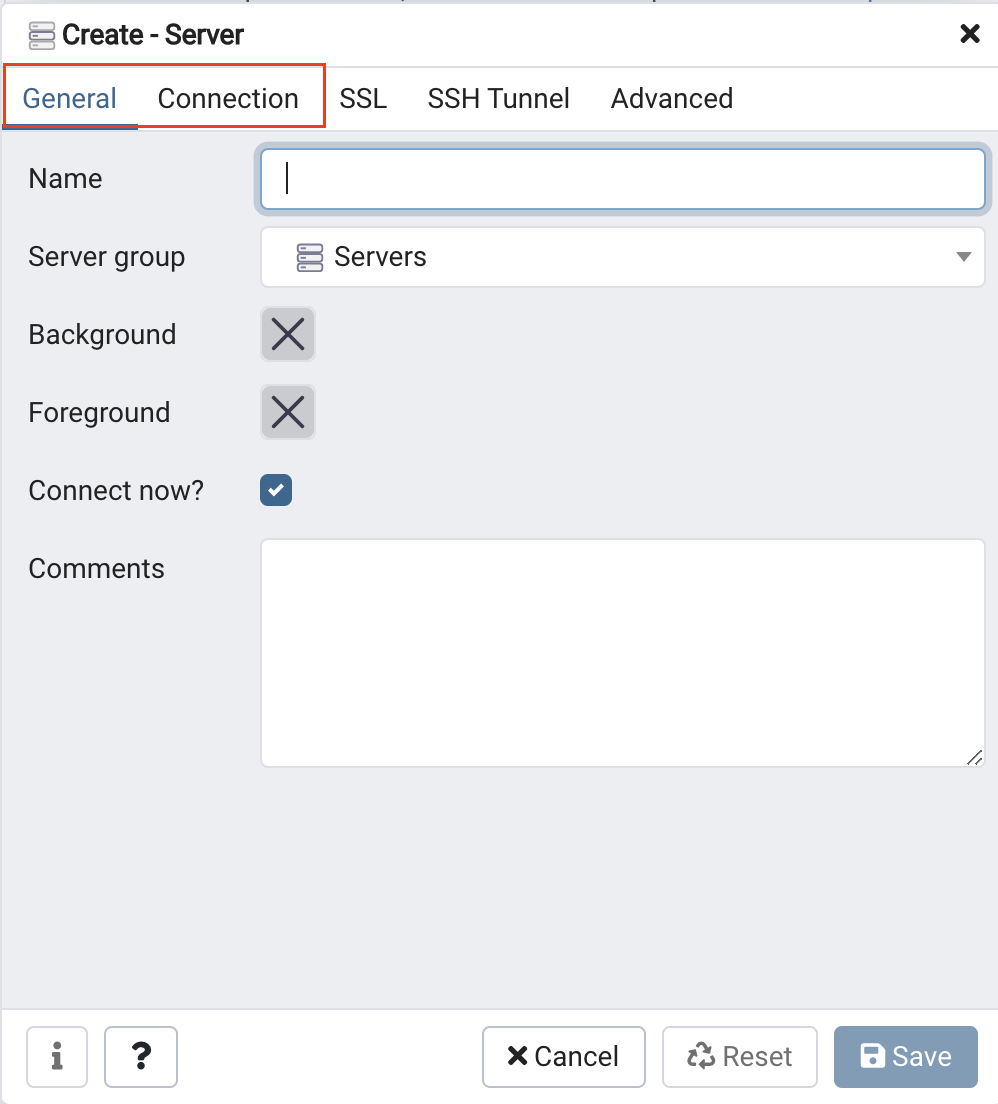 Create - Server
General Connection SSL SSH Tunnel Advanced
Name
Server group Servers
Background
Foreground
Connect now?
Comments
i ? Cancel Reset Save